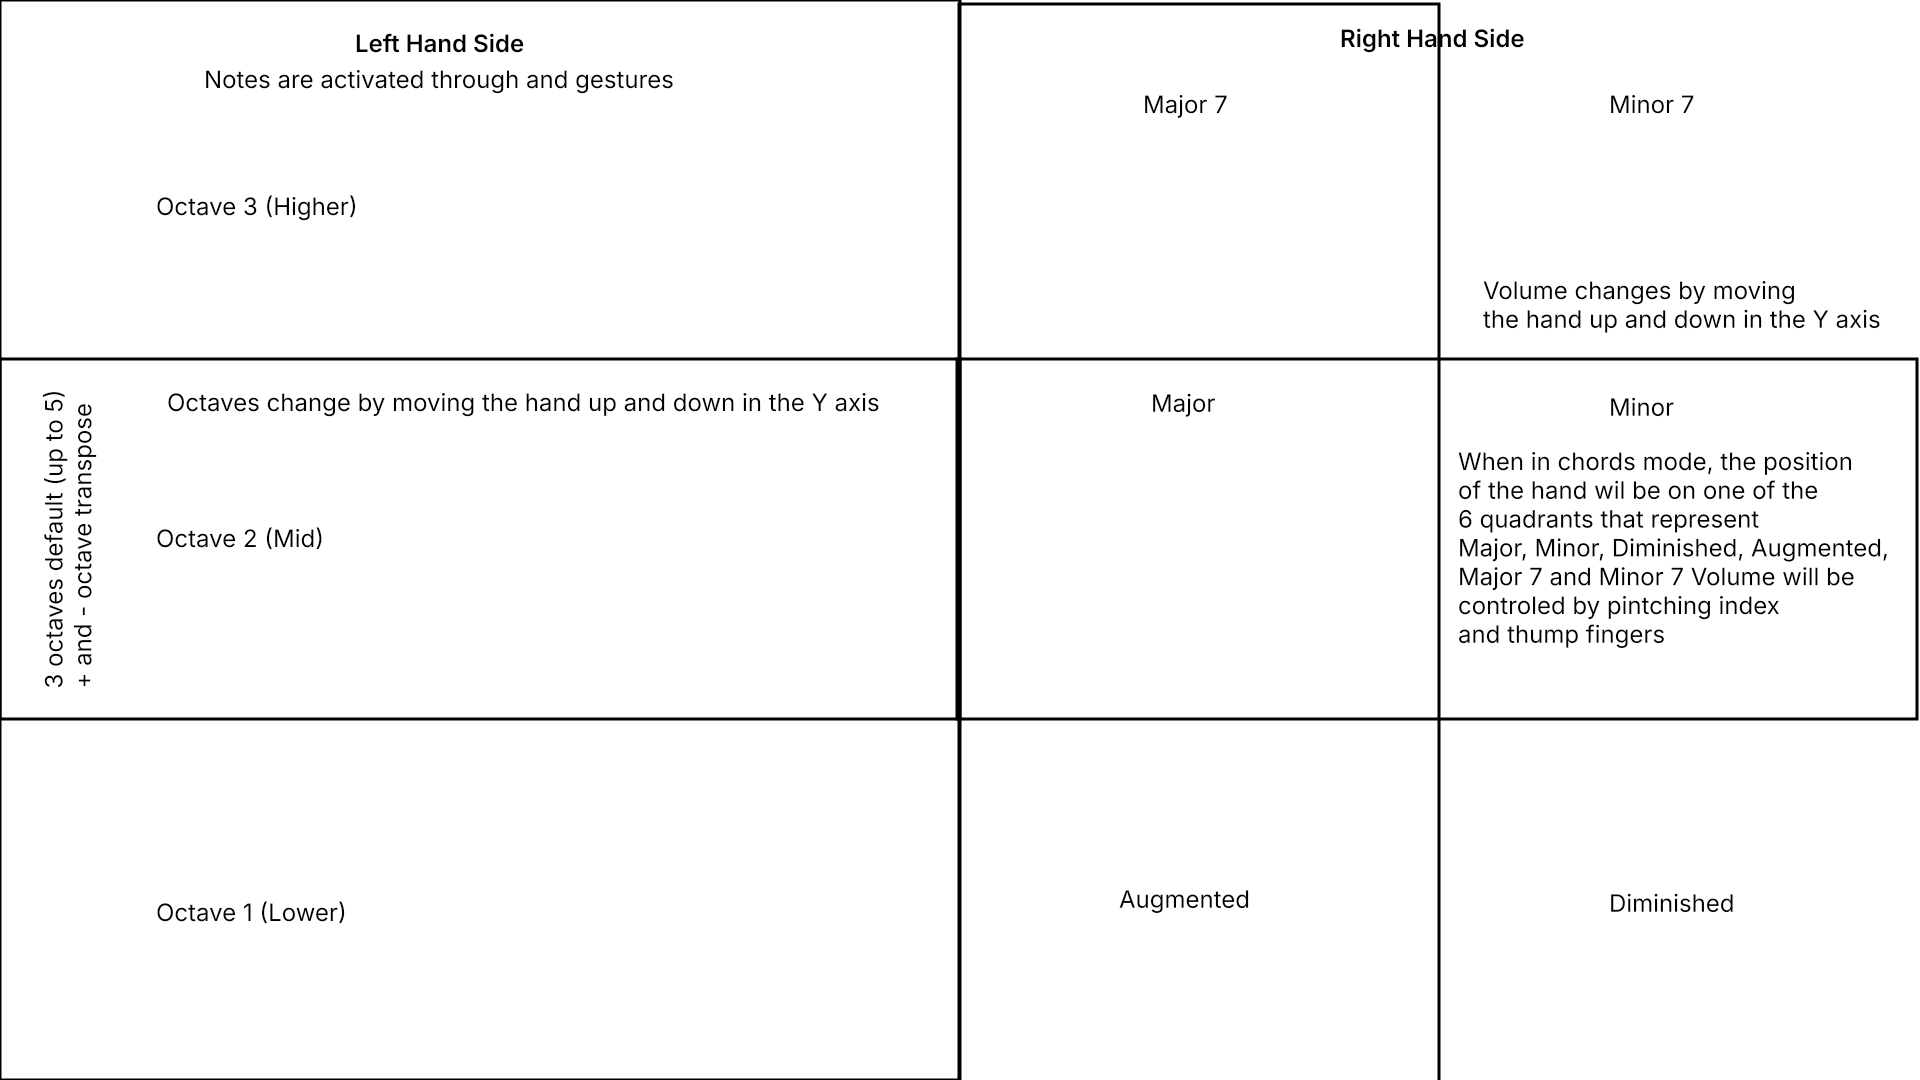 Left Hand Side
Notes are activated through and gestures
Octave 3 (Higher)
3 octaves default (up to 5)
+ and - octave transpose
Octaves change by moving the hand up and down in the Y axis
Octave 2 (Mid)
Octave 1 (Lower)
Right Hand Side
Major 7
Minor 7
Volume changes by moving
the hand up and down in the Y axis
Major
Minor
When in chords mode, the position
of the hand wil be on one of the
6 quadrants that represent
Major, Minor, Diminished, Augmented,
Major 7 and Minor 7 Volume will be
controled by pintching index
and thump fingers
Augmented
Diminished